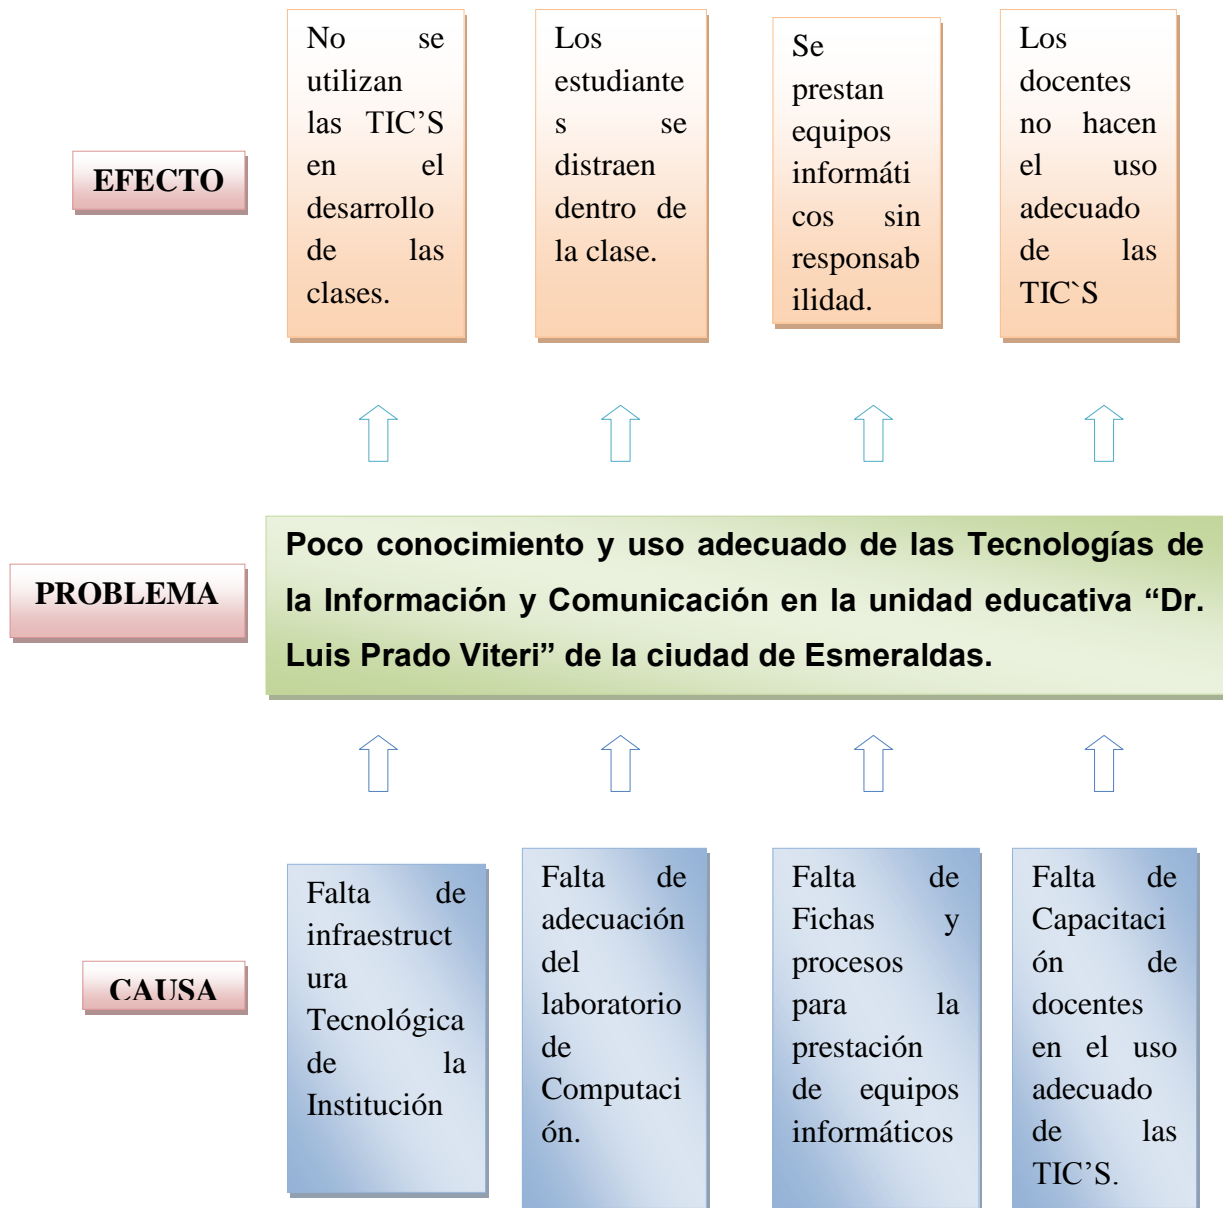 No se
utilizan
las TIC’S
en el
desarrollo
de las
clases.
Los
estudiante
s se
distraen
dentro de
la clase.
Se
prestan
equipos
informáti
cos sin
responsab
ilidad.
Los
docentes
no hacen
el uso
adecuado
de las
TIC`S
EFECTO
Poco conocimiento y uso adecuado de las Tecnologías de
la Información y Comunicación en la unidad educativa “Dr.
Luis Prado Viteri” de la ciudad de Esmeraldas.
PROBLEMA
Falta de
infraestruct
ura
Tecnológica
de la
Institución
Falta de
adecuación
del
laboratorio
de
Computaci
ón.
Falta de
Fichas y
procesos
para la
prestación
de equipos
informáticos
Falta de
Capacitaci
ón de
docentes
en el uso
adecuado
de las
TIC’S.
CAUSA